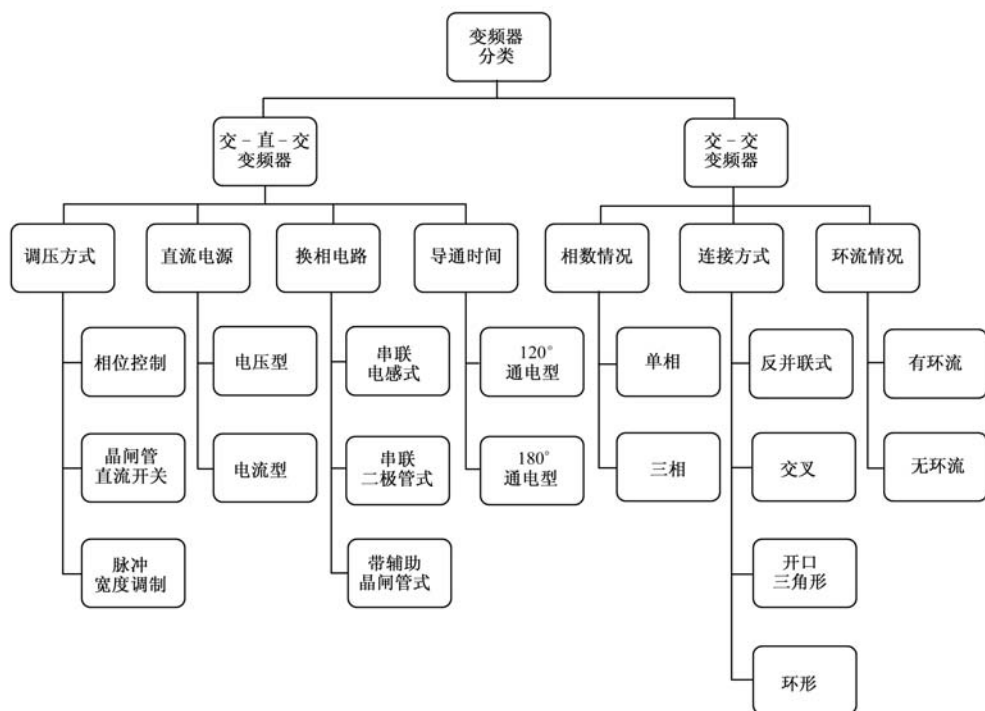 变频器
分类
交–直–交
变频器
交–交
变频器
调压方式
直流电源
换相电路
导通时间
相数情况
连接方式
环流情况
相位控制
电压型
串联
电感式
120°
通电型
单相
反并联式
有环流
晶闸管
直流开关
电流型
串联
二极管式
180°
通电型
三相
交叉
无环流
脉冲
宽度调制
带辅助
晶闸管式
开口
三角形
环形